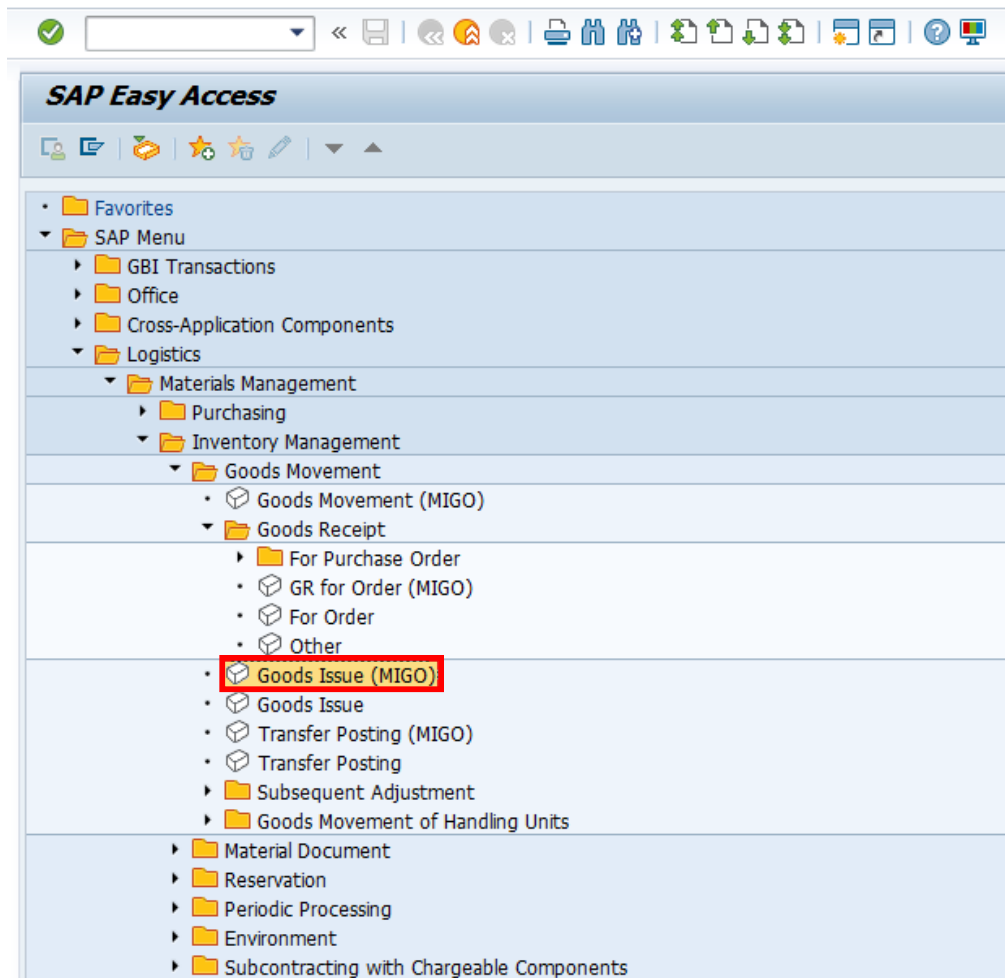 SAP Easy Access
Favorites
SAP Menu
GBI Transactions
Office
Cross-Application Components
Logistics
Materials Management
Purchasing
Inventory Management
Goods Movement
Goods Movement (MIGO)
Goods Receipt
For Purchase Order
GR for Order (MIGO)
For Order
Other
Goods Issue (MIGO)
Goods Issue
Transfer Posting (MIGO)
Transfer Posting
Subsequent Adjustment
Goods Movement of Handling Units
Material Document
Reservation
Periodic Processing
Environment
Subcontracting with Chargeable Components